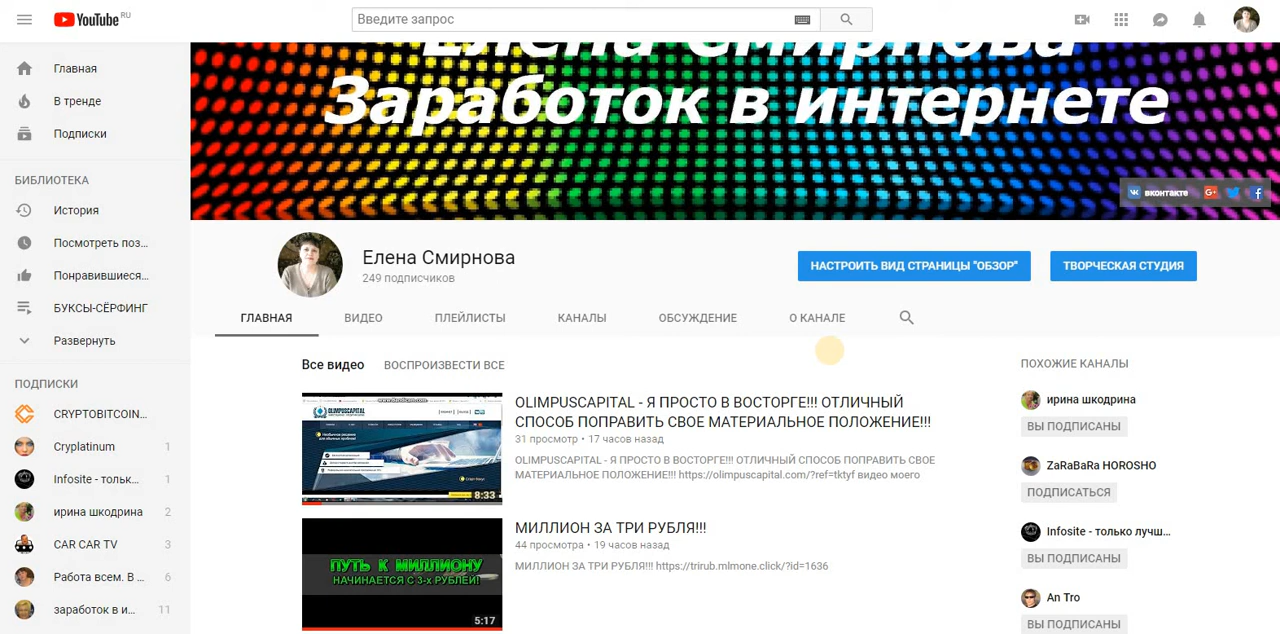 YouTube RU
Введите запрос
Елена Смирнова
Заработок в интернете
вконтакте
G+
Главная
В тренде
Подписки
БИБЛИОТЕКА
История
Посмотреть поз...
Понравившиеся...
БУКСЫ-СЁРФИНГ
Развернуть
ПОДПИСКИ
CRYPTOBITCOIN...
Cryplatinum 1
Infosite - тольк... 1
ирина шкодрина 2
CAR CAR TV 3
Работа всем. В ... 6
заработок в и... 11
Елена Смирнова
249 подписчиков
НАСТРОИТЬ ВИД СТРАНИЦЫ "ОБЗОР"
ТВОРЧЕСКАЯ СТУДИЯ
ГЛАВНАЯ ВИДЕО ПЛЕЙЛИСТЫ КАНАЛЫ ОБСУЖДЕНИЕ О КАНАЛЕ
Все видео ВОСПРОИЗВЕСТИ ВСЕ
OLIMPUSCAPITAL
8:33
OLIMPUSCAPITAL - Я ПРОСТО В ВОСТОРГЕ!!! ОТЛИЧНЫЙ
СПОСОБ ПОПРАВИТЬ СВОЕ МАТЕРИАЛЬНОЕ ПОЛОЖЕНИЕ!!!
31 просмотр • 17 часов назад
OLIMPUSCAPITAL - Я ПРОСТО В ВОСТОРГЕ!!! ОТЛИЧНЫЙ СПОСОБ ПОПРАВИТЬ СВОЕ
МАТЕРИАЛЬНОЕ ПОЛОЖЕНИЕ!!! https://olimpuscapital.com/?ref=tktyf видео моего
ПУТЬ К МИЛЛИОНУ
НАЧИНАЕТСЯ С 3-х РУБЛЕЙ!
5:17
МИЛЛИОН ЗА ТРИ РУБЛЯ!!!
44 просмотра • 19 часов назад
МИЛЛИОН ЗА ТРИ РУБЛЯ!!! https://trirub.mlmone.click/?id=1636
ПОХОЖИЕ КАНАЛЫ
ирина шкодрина
ВЫ ПОДПИСАНЫ
ZaRaBaRa HOROSHO
ПОДПИСАТЬСЯ
Infosite - только лучш...
ВЫ ПОДПИСАНЫ
An Tro
ВЫ ПОДПИСАНЫ